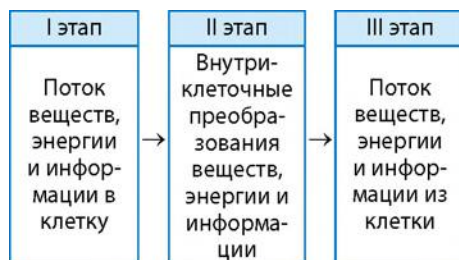 I этап
Поток
веществ,
энергии
и инфор-
мации в
клетку
→
II этап
Внутри-
клеточные
преобра-
зования
веществ,
энергии и
информа-
ции
→
III этап
Поток
веществ,
энергии
и инфор-
мации из
клетки